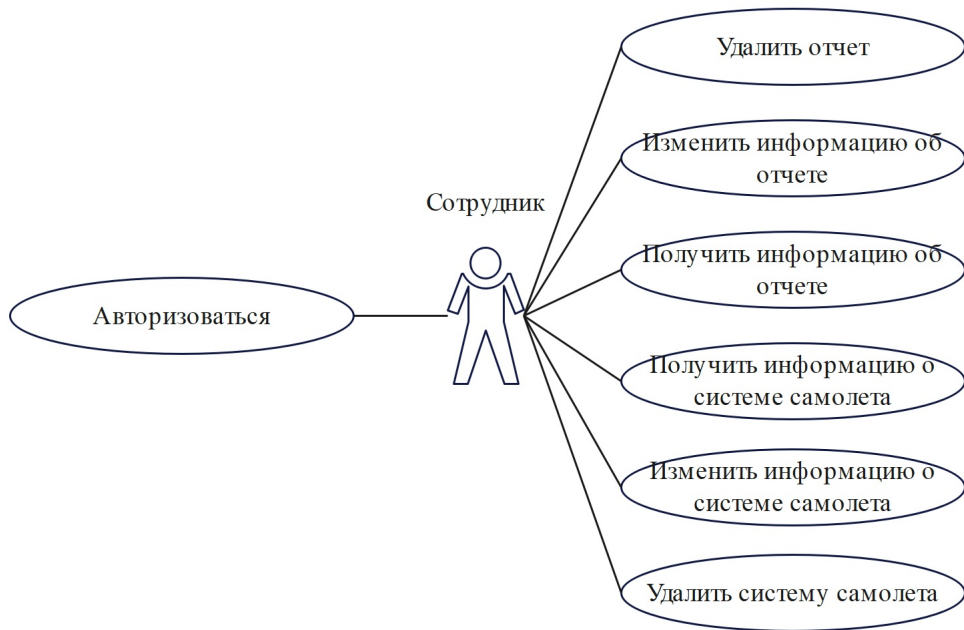 Удалить отчет
Изменить информацию об
отчете
Сотрудник
Получить информацию об
отчете
Авторизоваться
Получить информацию о
системе самолета
Изменить информацию о
системе самолета
Удалить систему самолета